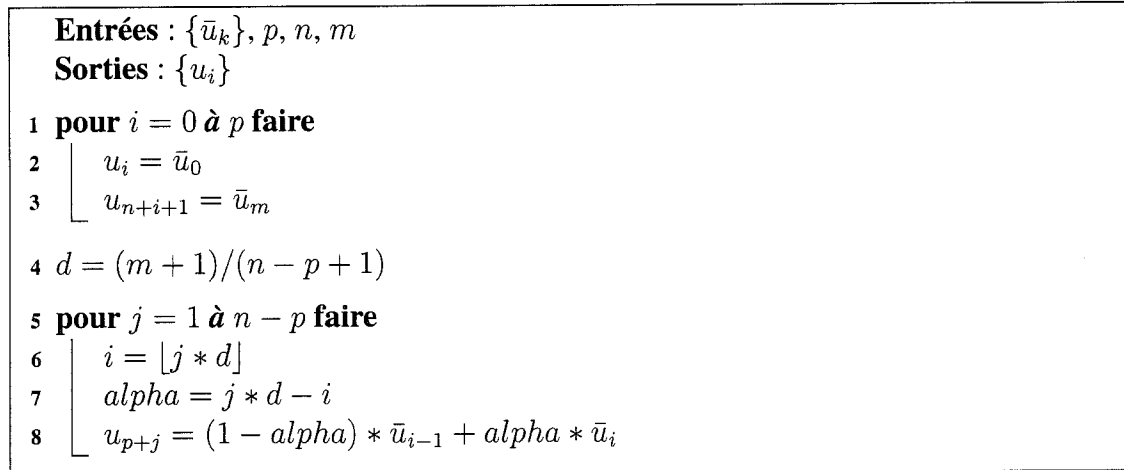 Entrées : {ū_k}, p, n, m
Sorties : {u_i}
1 pour i = 0 à p faire
2 u_i = ū_0
3 u_{n+i+1} = ū_m
4 d = (m + 1)/(n − p + 1)
5 pour j = 1 à n − p faire
6 i = ⌊j * d⌋
7 alpha = j * d − i
8 u_{p+j} = (1 − alpha) * ū_{i−1} + alpha * ū_i